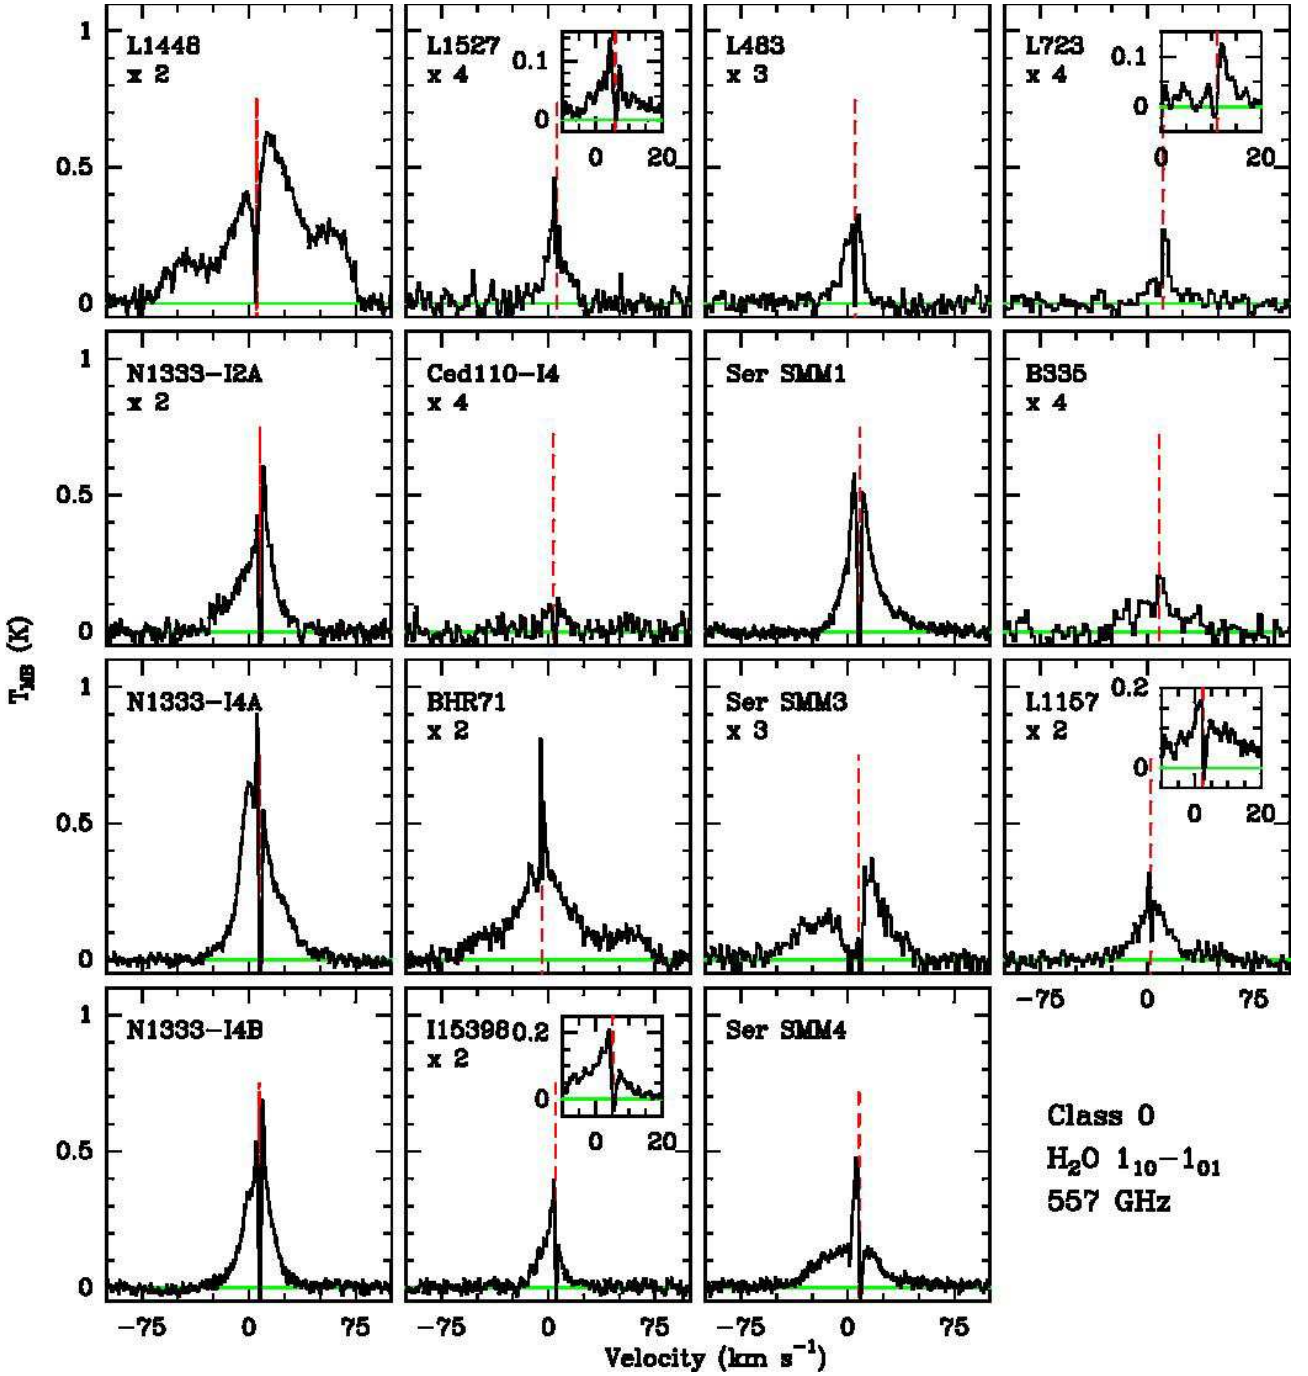 L1448
x 2
L1527
x 4
L483
x 3
L723
x 4
0.1
0
0 20
0.1
0
0 20
1
0.5
0
N1333-I2A
x 2
Ced110-I4
x 4
Ser SMM1
B335
x 4
1
0.5
0
T_MB (K)
N1333-I4A
BHR71
x 2
Ser SMM3
x 3
L1157
x 2
0.2
0
0 20
1
0.5
0
-75 0 75
N1333-I4B
I15398
x 2
0.2
0
0 20
Ser SMM4
1
0.5
0
-75 0 75
-75 0 75
-75 0 75
Velocity (km s⁻¹)
Class 0
H₂O 1₁₀-1₀₁
557 GHz